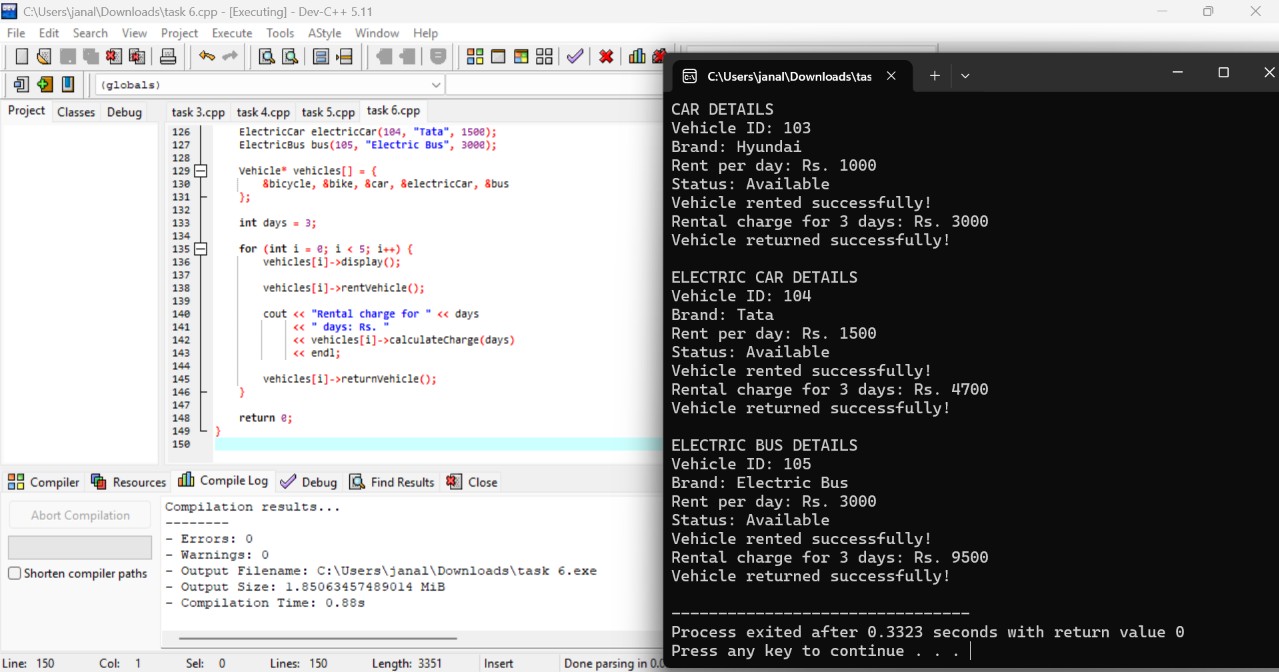 C:\Users\janal\Downloads\task 6.cpp - [Executing] - Dev-C++ 5.11
File Edit Search View Project Execute Tools AStyle Window Help
(globals)
Project Classes Debug
task 3.cpp task 4.cpp task 5.cpp task 6.cpp
126 ElectricCar electricCar(104, "Tata", 1500);
127 ElectricBus bus(105, "Electric Bus", 3000);
128
129 Vehicle* vehicles[] = {
130 &bicycle, &bike, &car, &electricCar, &bus
131 };
132
133 int days = 3;
134
135 for (int i = 0; i < 5; i++) {
136 vehicles[i]->display();
137
138 vehicles[i]->rentVehicle();
139
140 cout << "Rental charge for " << days
141 << " days: Rs. "
142 << vehicles[i]->calculateCharge(days)
143 << endl;
144
145 vehicles[i]->returnVehicle();
146 }
147
148 return 0;
149 }
150
Compiler Resources Compile Log Debug Find Results Close
Abort Compilation
Shorten compiler paths
Compilation results...
--------
- Errors: 0
- Warnings: 0
- Output Filename: C:\Users\janal\Downloads\task 6.exe
- Output Size: 1.85063457489014 MiB
- Compilation Time: 0.88s
Line: 150 Col: 1 Sel: 0 Lines: 150 Length: 3351 Insert Done parsing in 0.0
C:\Users\janal\Downloads\tas
CAR DETAILS
Vehicle ID: 103
Brand: Hyundai
Rent per day: Rs. 1000
Status: Available
Vehicle rented successfully!
Rental charge for 3 days: Rs. 3000
Vehicle returned successfully!
ELECTRIC CAR DETAILS
Vehicle ID: 104
Brand: Tata
Rent per day: Rs. 1500
Status: Available
Vehicle rented successfully!
Rental charge for 3 days: Rs. 4700
Vehicle returned successfully!
ELECTRIC BUS DETAILS
Vehicle ID: 105
Brand: Electric Bus
Rent per day: Rs. 3000
Status: Available
Vehicle rented successfully!
Rental charge for 3 days: Rs. 9500
Vehicle returned successfully!
--------------------------------
Process exited after 0.3323 seconds with return value 0
Press any key to continue . . .